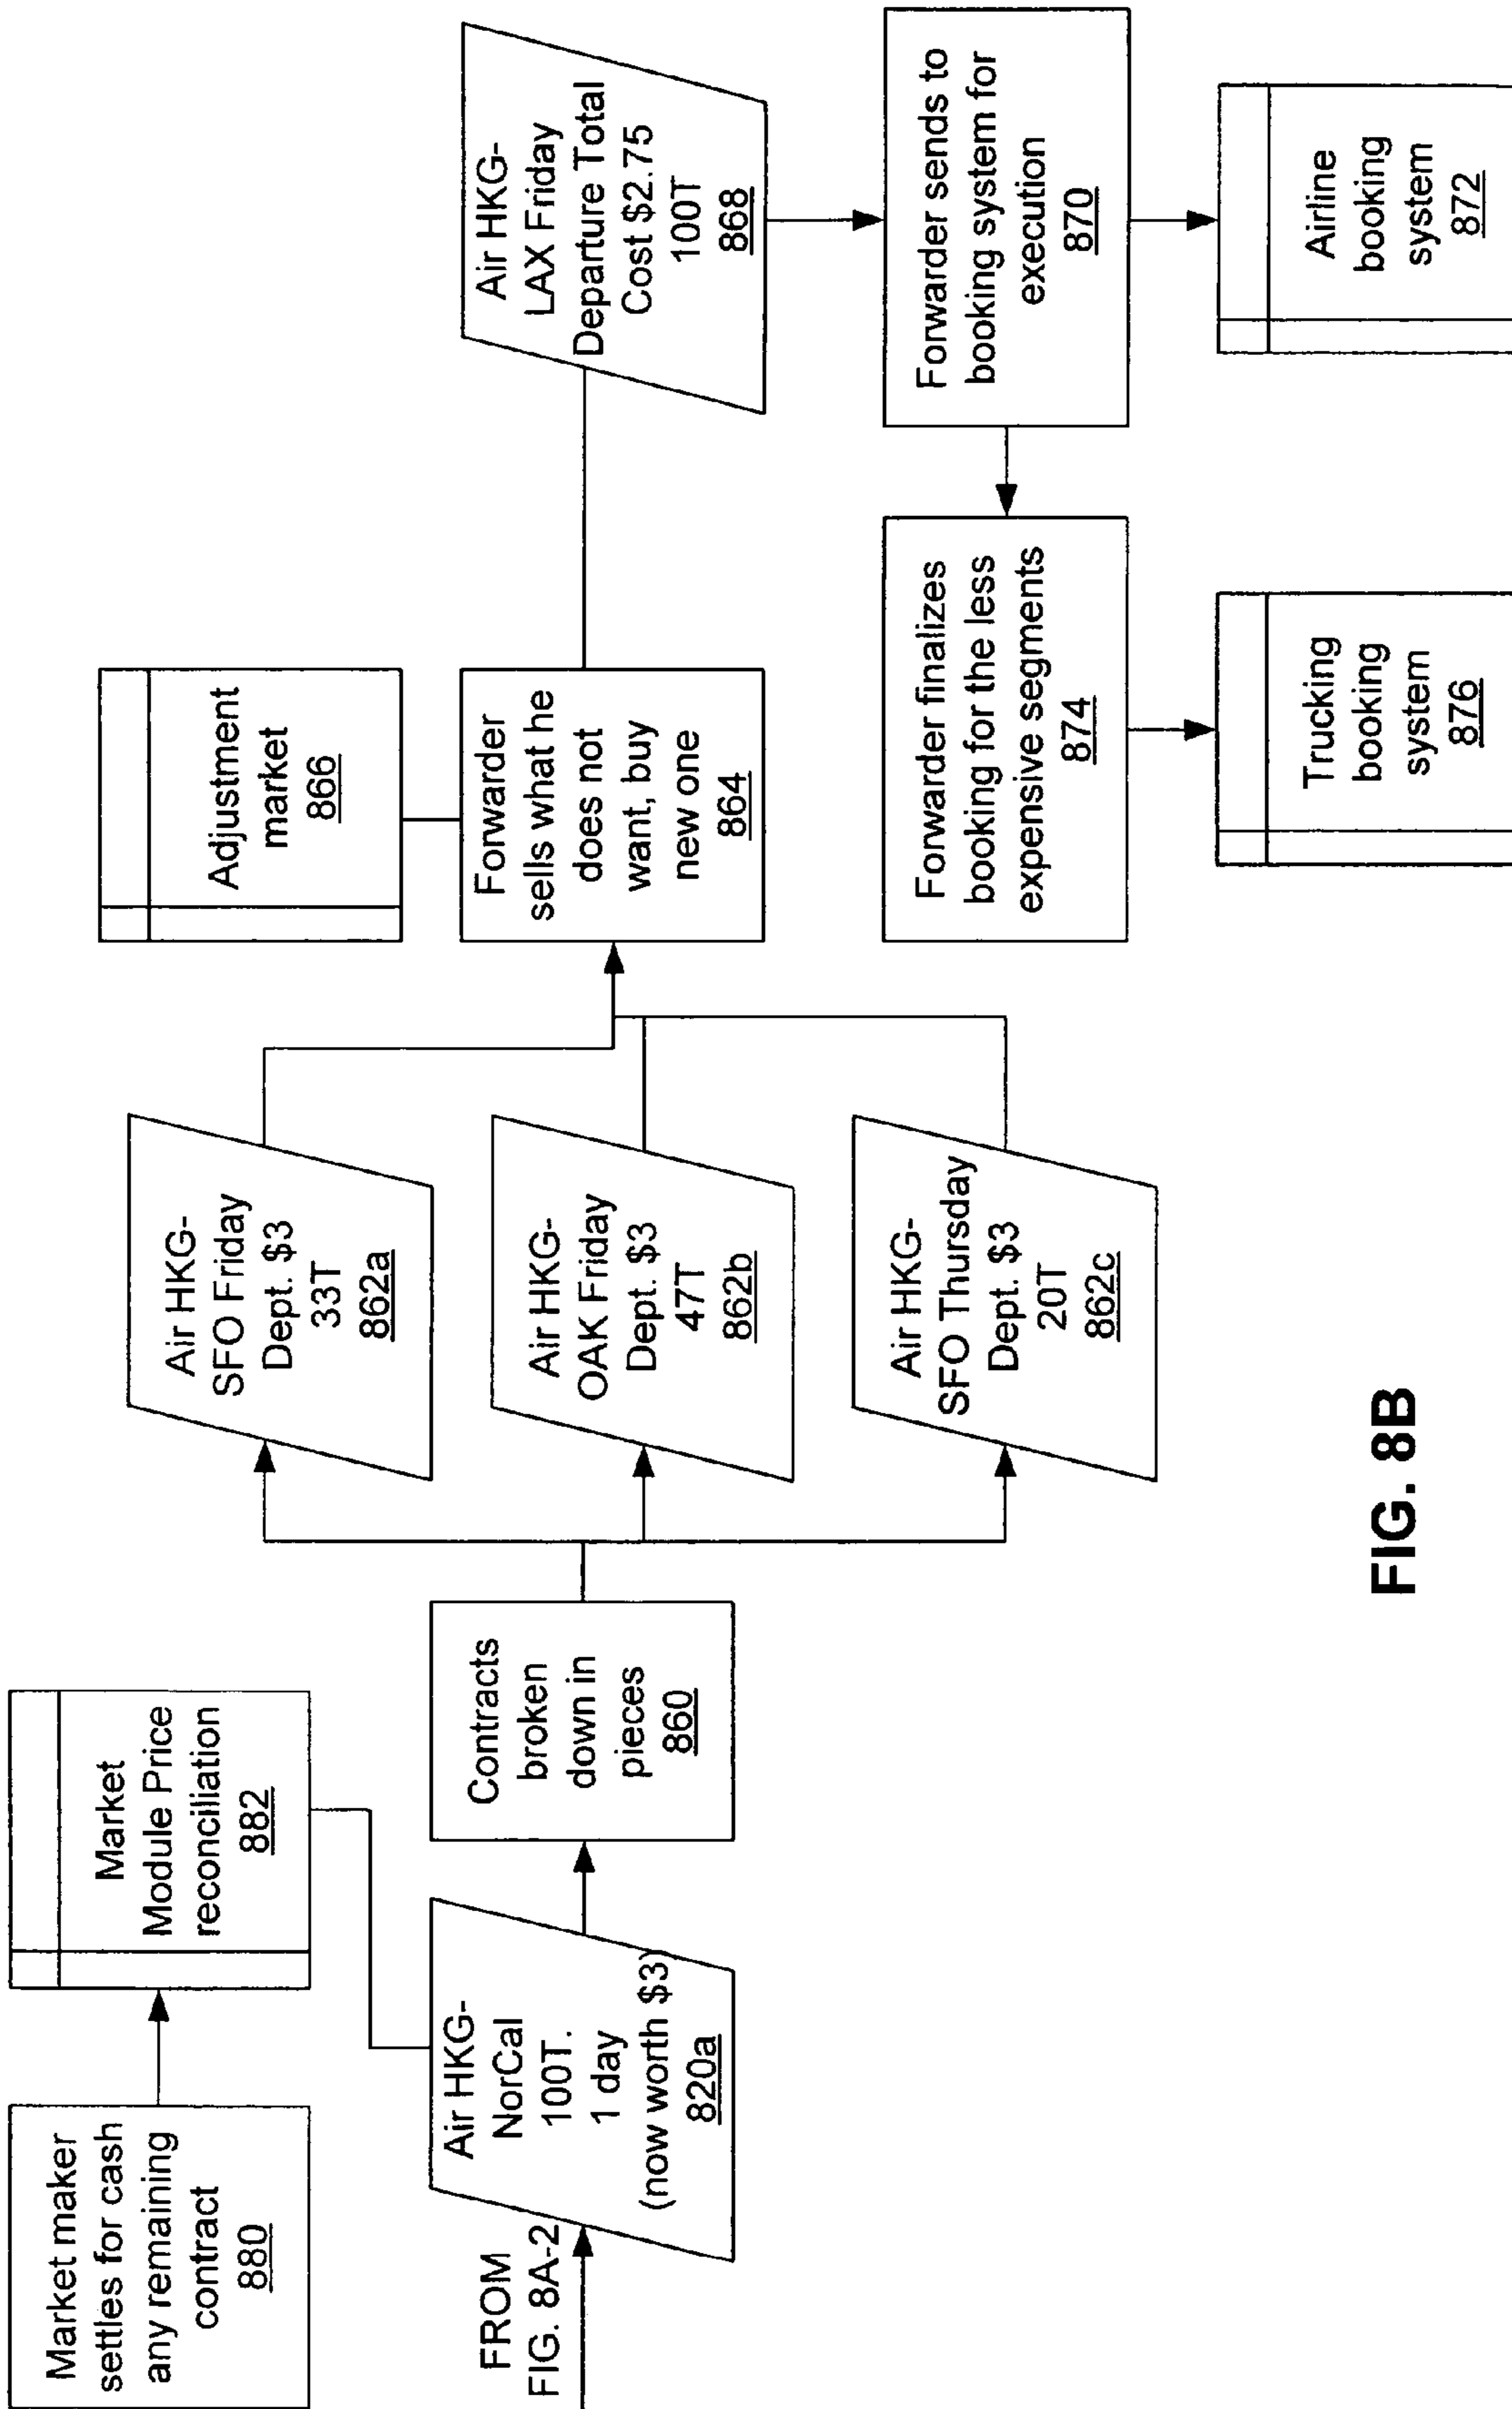 Market maker
settles for cash
any remaining
contract
880
Market
Module Price
reconciliation
882
FROM
FIG. 8A-2
Air HKG-
NorCal
100T.
1 day
(now worth $3)
820a
Contracts
broken
down in
pieces
860
Air HKG-
SFO Friday
Dept. $3
33T
862a
Air HKG-
OAK Friday
Dept. $3
47T
862b
Air HKG-
SFO Thursday
Dept. $3
20T
862c
Adjustment
market
866
Forwarder
sells what he
does not
want, buy
new one
864
Air HKG-
LAX Friday
Departure Total
Cost $2.75
100T
868
Forwarder sends to
booking system for
execution
870
Airline
booking
system
872
Forwarder finalizes
booking for the less
expensive segments
874
Trucking
booking
system
876
FIG. 8B